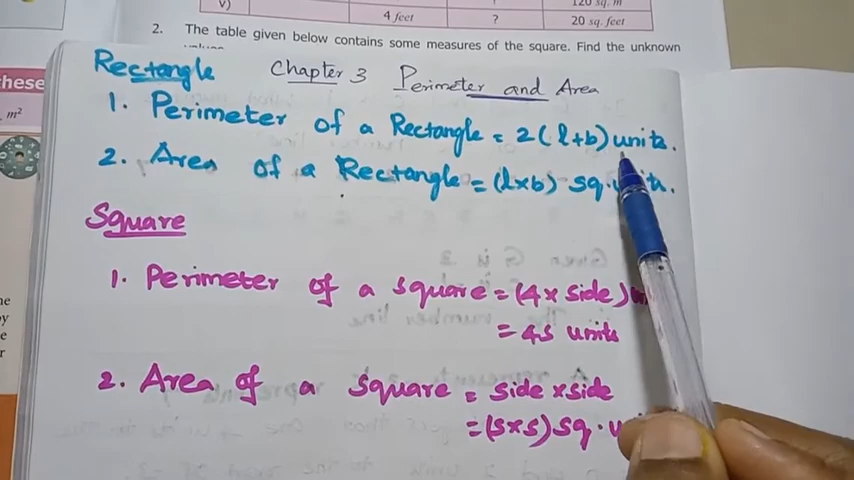 120 sq. m
v)
4 feet
?
20 sq. feet
2. The table given below contains some measures of the square. Find the unknown
these
m²
Rectangle
Chapter 3 Perimeter and Area
1. Perimeter of a Rectangle = 2(l+b) units.
2. Area of a Rectangle = (l×b) sq.
Square
1. Perimeter of a square = (4 × side)
= 4s units
2. Area of a square = side × side
= (s×s) sq.